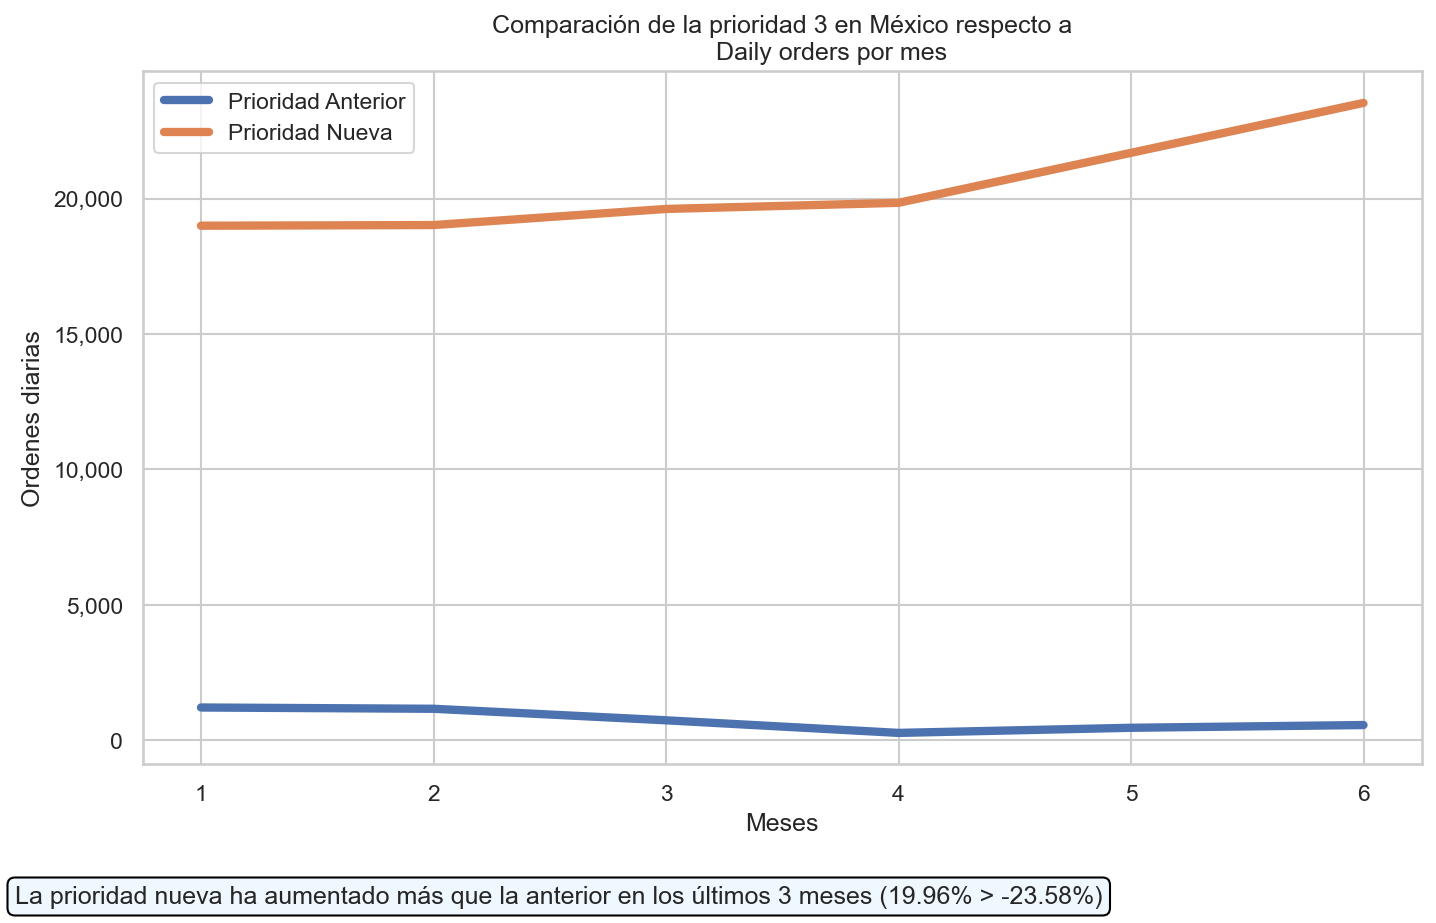 Comparación de la prioridad 3 en México respecto a
Daily orders por mes
Prioridad Anterior
Prioridad Nueva
Ordenes diarias
20,000
15,000
10,000
5,000
0
1 2 3 4 5 6
Meses
La prioridad nueva ha aumentado más que la anterior en los últimos 3 meses (19.96% > -23.58%)